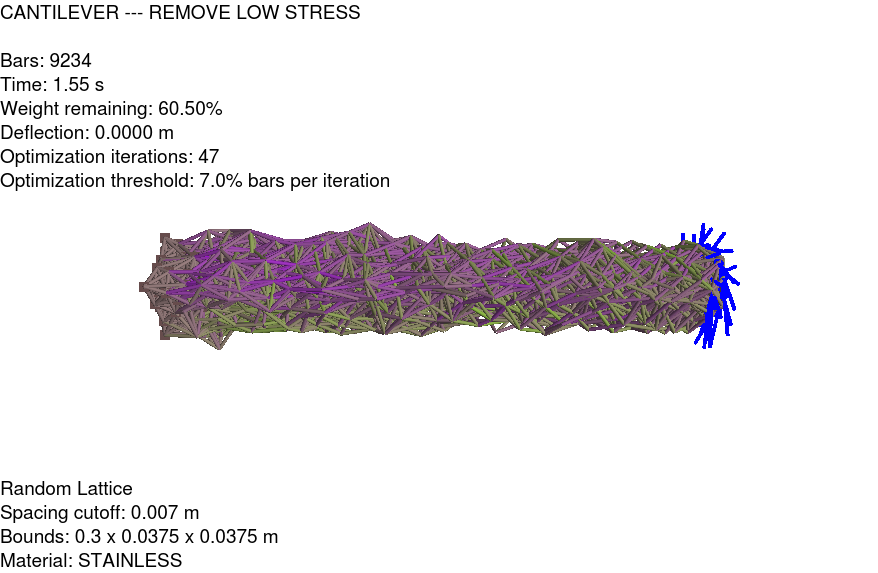 CANTILEVER --- REMOVE LOW STRESS
Bars: 9234
Time: 1.55 s
Weight remaining: 60.50%
Deflection: 0.0000 m
Optimization iterations: 47
Optimization threshold: 7.0% bars per iteration
Random Lattice
Spacing cutoff: 0.007 m
Bounds: 0.3 x 0.0375 x 0.0375 m
Material: STAINLESS